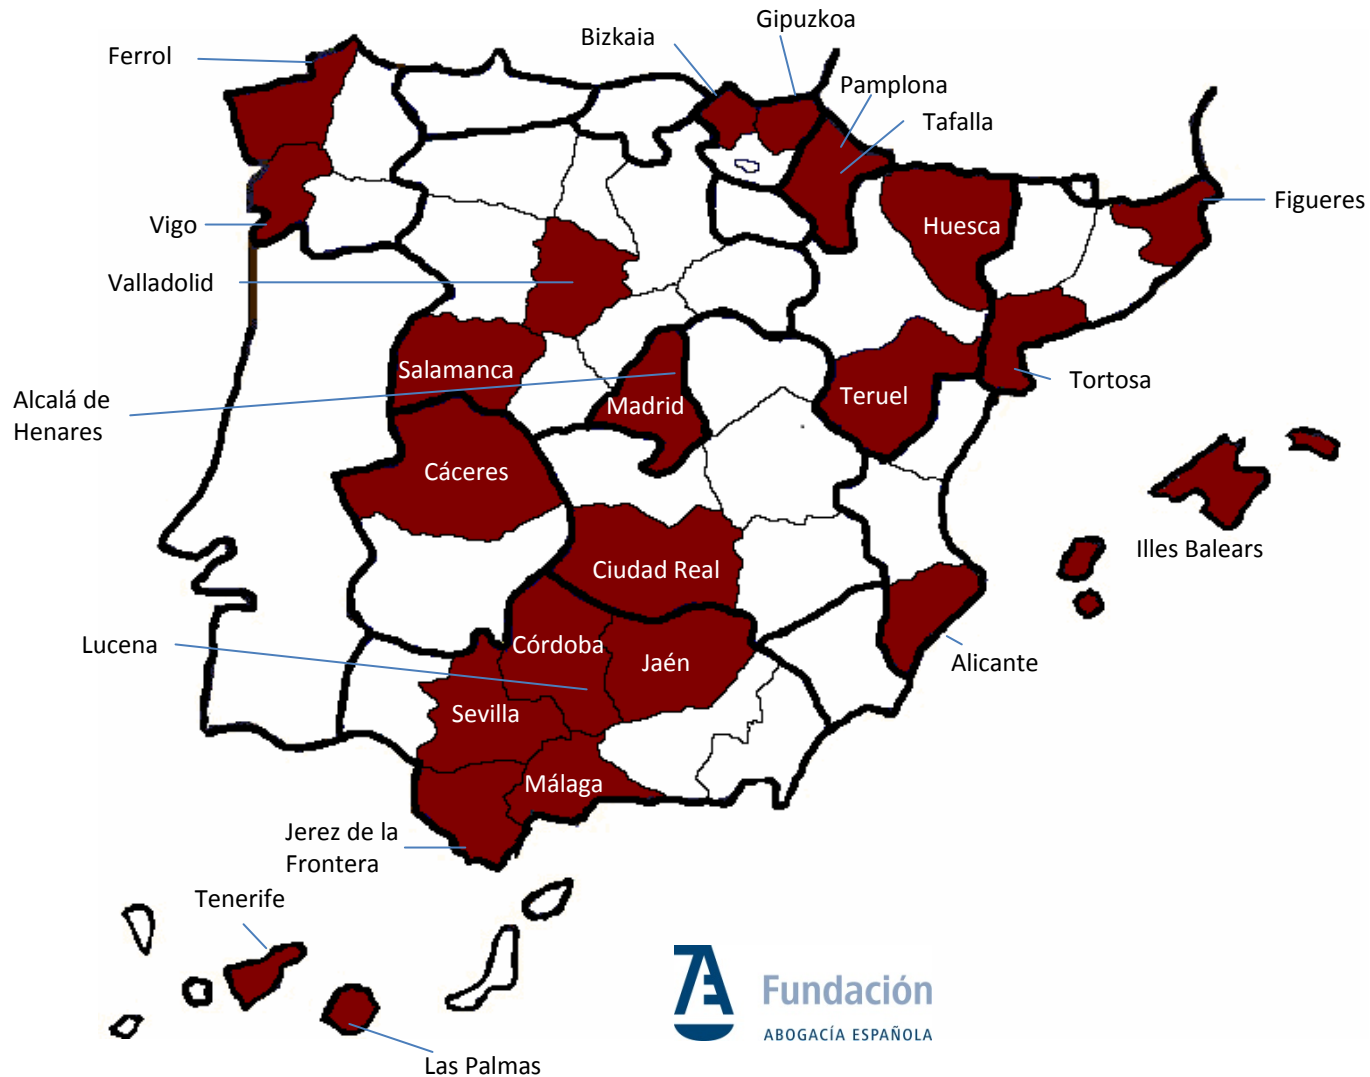 Gipuzkoa
Bizkaia
Ferrol
Pamplona
Tafalla
Figueres
Huesca
Vigo
Valladolid
Salamanca
Tortosa
Alcalá de
Henares
Madrid
Teruel
Cáceres
Illes Balears
Ciudad Real
Lucena
Córdoba
Jaén
Alicante
Sevilla
Málaga
Jerez de la
Frontera
Tenerife
Las Palmas
Fundación
ABOGACÍA ESPAÑOLA